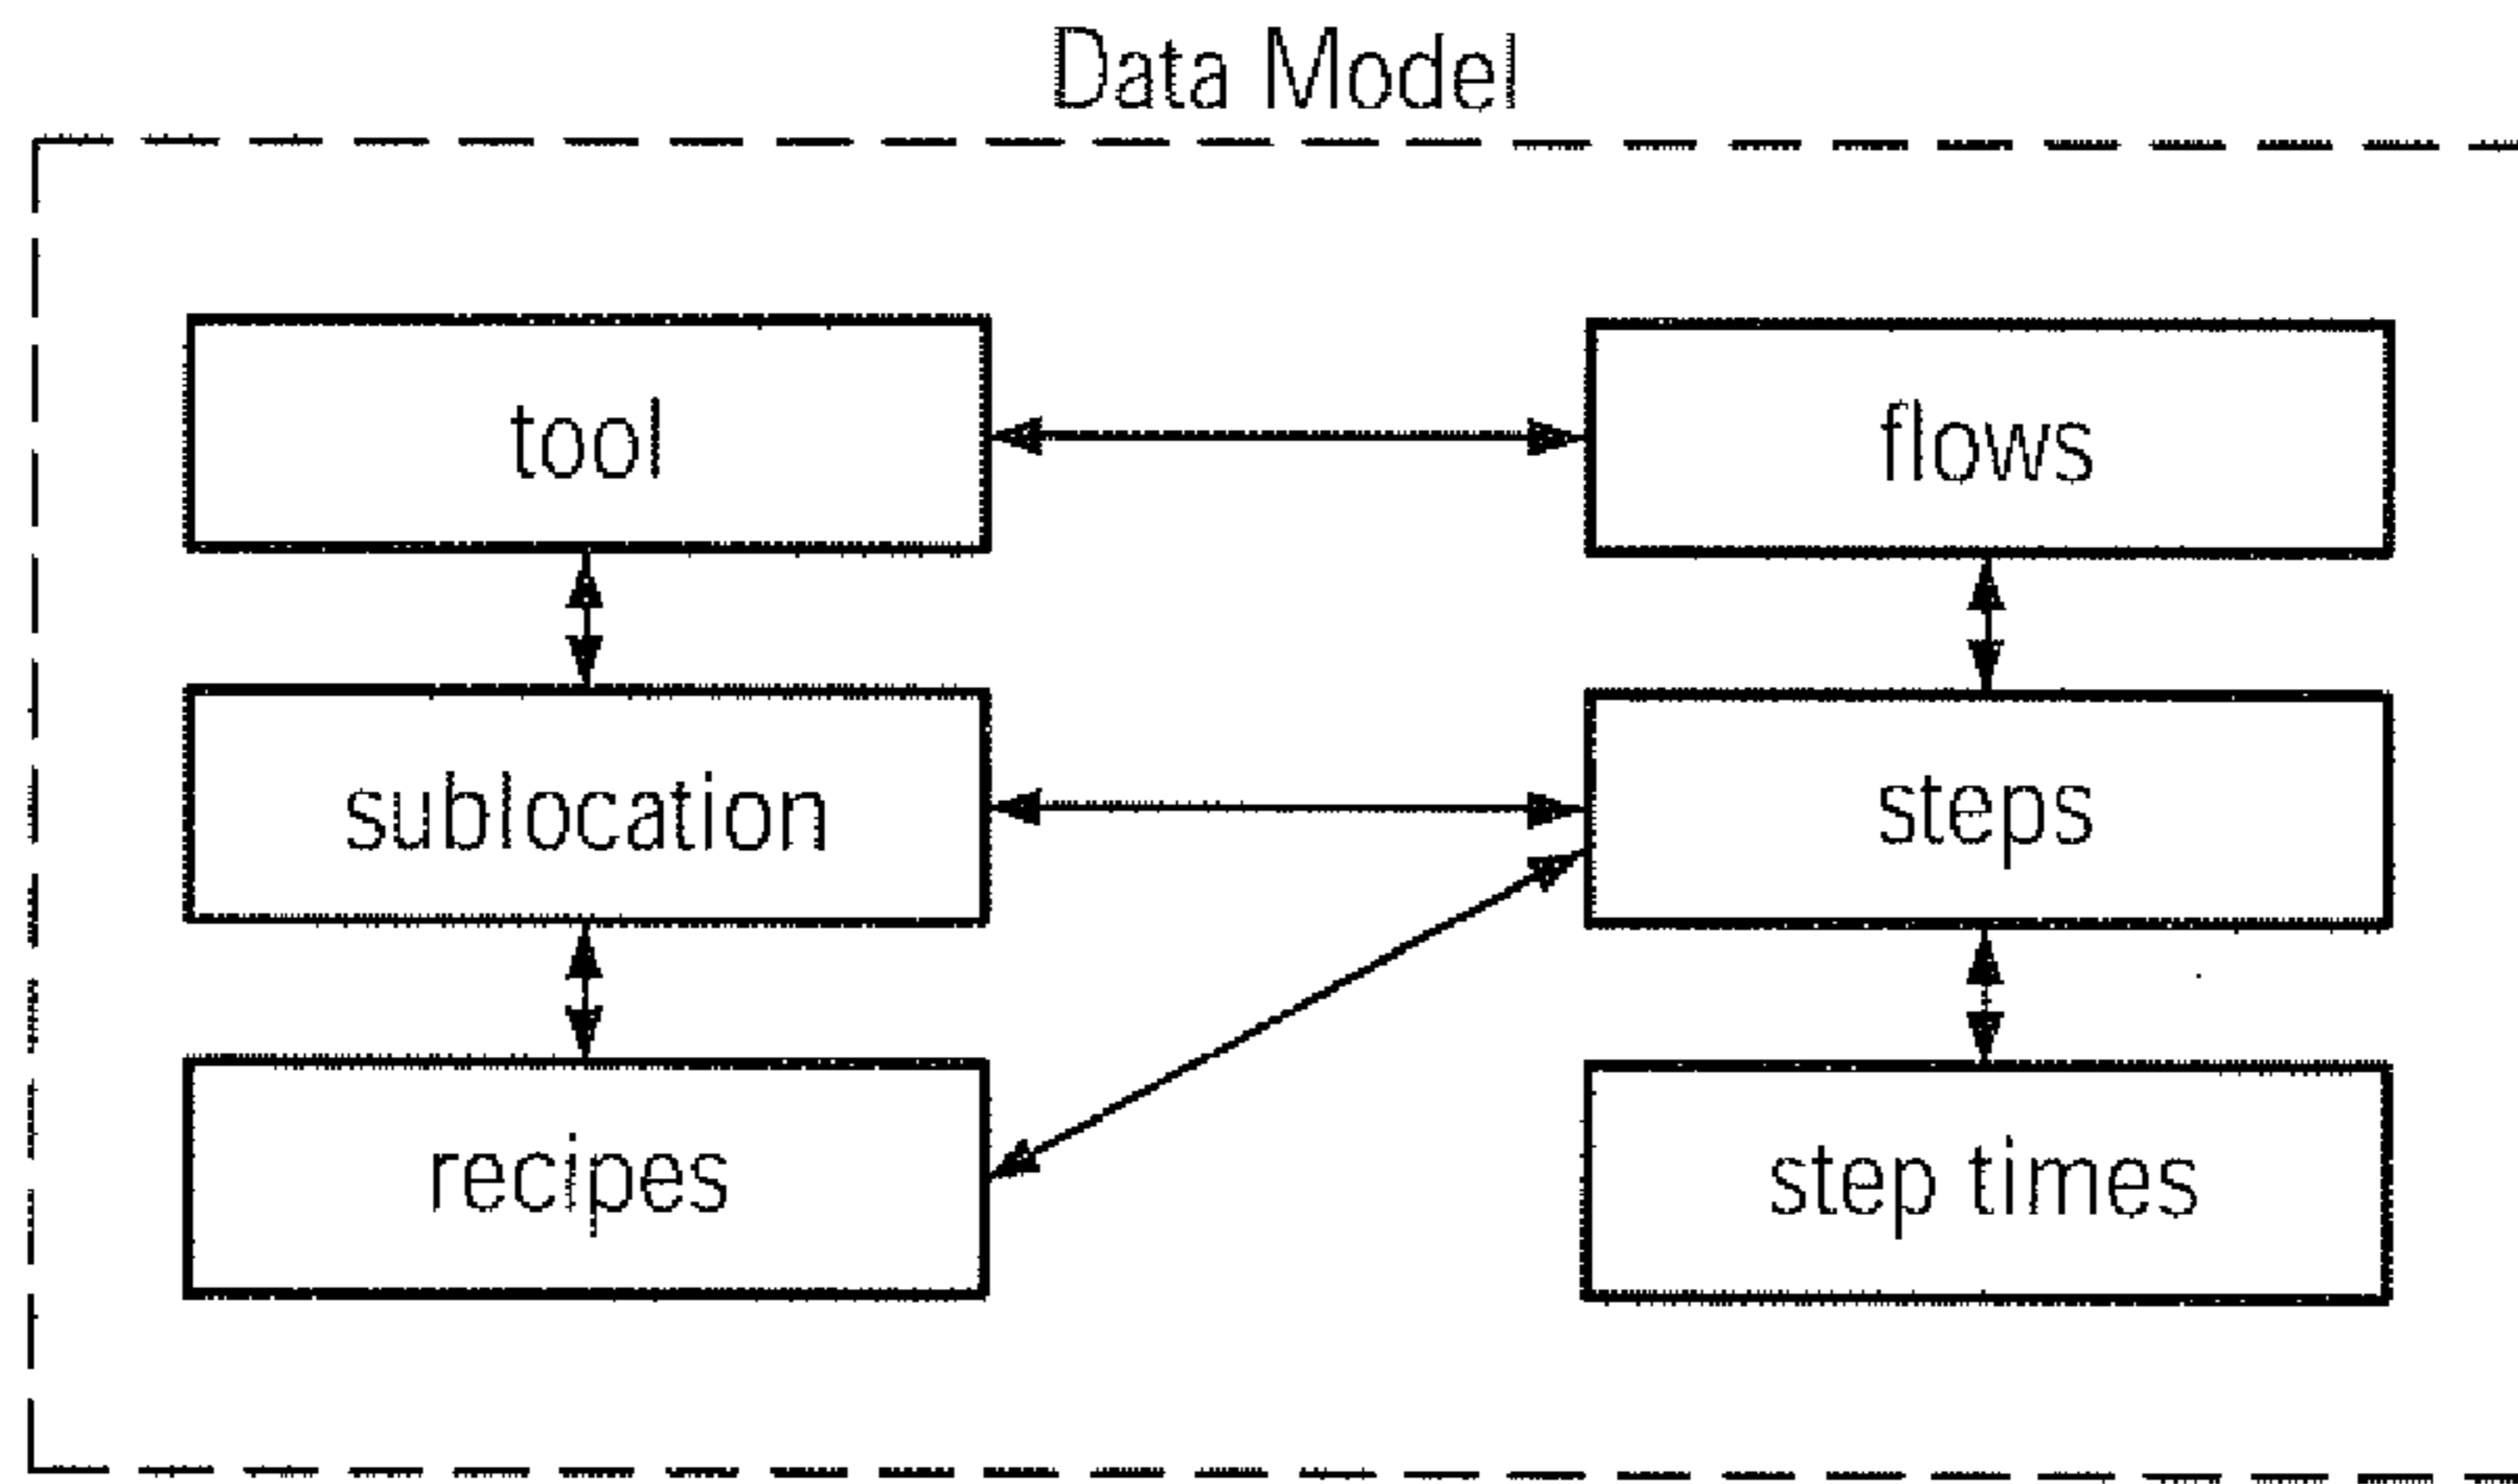 Data Model
tool
flows
sublocation
steps
recipes
step times